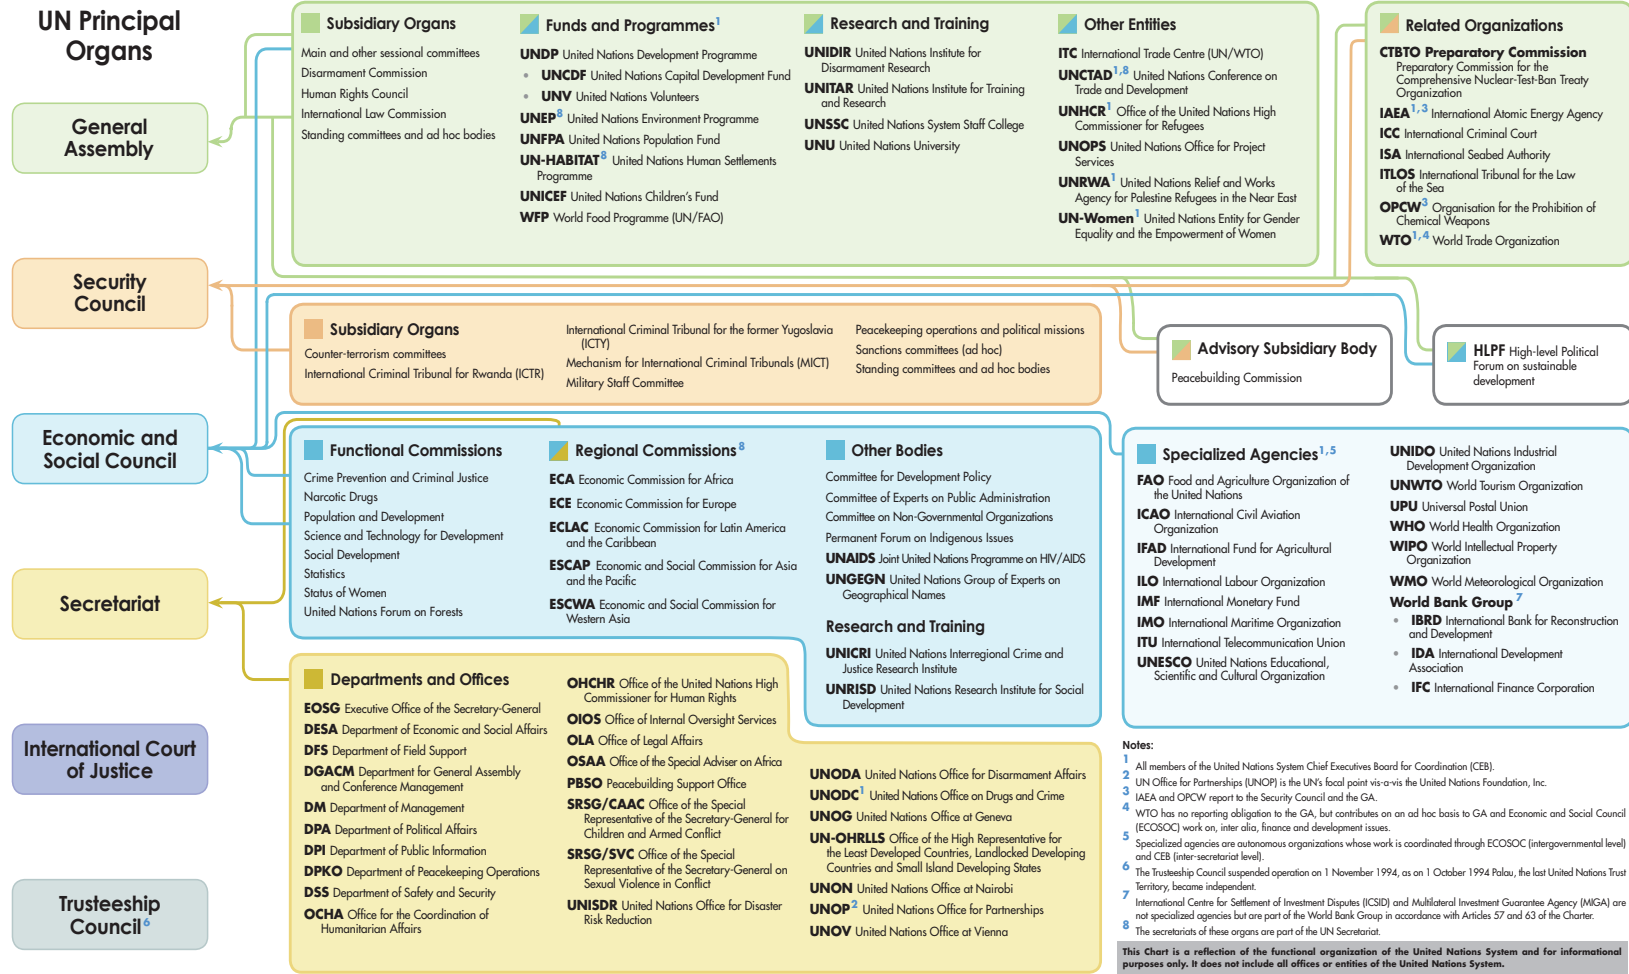 UN Principal
Organs
General
Assembly
Security
Council
Economic and
Social Council
Secretariat
International Court
of Justice
Trusteeship
Council6
Subsidiary Organs
Main and other sessional committees
Disarmament Commission
Human Rights Council
International Law Commission
Standing committees and ad hoc bodies
Funds and Programmes1
UNDP United Nations Development Programme
• UNCDF United Nations Capital Development Fund
• UNV United Nations Volunteers
UNEP8 United Nations Environment Programme
UNFPA United Nations Population Fund
UN-HABITAT8 United Nations Human Settlements
Programme
UNICEF United Nations Children's Fund
WFP World Food Programme (UN/FAO)
Research and Training
UNIDIR United Nations Institute for
Disarmament Research
UNITAR United Nations Institute for Training
and Research
UNSSC United Nations System Staff College
UNU United Nations University
Other Entities
ITC International Trade Centre (UN/WTO)
UNCTAD1,8 United Nations Conference on
Trade and Development
UNHCR1 Office of the United Nations High
Commissioner for Refugees
UNOPS United Nations Office for Project
Services
UNRWA1 United Nations Relief and Works
Agency for Palestine Refugees in the Near East
UN-Women1 United Nations Entity for Gender
Equality and the Empowerment of Women
Related Organizations
CTBTO Preparatory Commission
Preparatory Commission for the
Comprehensive Nuclear-Test-Ban Treaty
Organization
IAEA1,3 International Atomic Energy Agency
ICC International Criminal Court
ISA International Seabed Authority
ITLOS International Tribunal for the Law
of the Sea
OPCW3 Organisation for the Prohibition of
Chemical Weapons
WTO1,4 World Trade Organization
Subsidiary Organs
Counter-terrorism committees
International Criminal Tribunal for Rwanda (ICTR)
International Criminal Tribunal for the former Yugoslavia
(ICTY)
Mechanism for International Criminal Tribunals (MICT)
Military Staff Committee
Peacekeeping operations and political missions
Sanctions committees (ad hoc)
Standing committees and ad hoc bodies
Advisory Subsidiary Body
Peacebuilding Commission
HLPF High-level Political
Forum on sustainable
development
Functional Commissions
Crime Prevention and Criminal Justice
Narcotic Drugs
Population and Development
Science and Technology for Development
Social Development
Statistics
Status of Women
United Nations Forum on Forests
Regional Commissions8
ECA Economic Commission for Africa
ECE Economic Commission for Europe
ECLAC Economic Commission for Latin America
and the Caribbean
ESCAP Economic and Social Commission for Asia
and the Pacific
ESCWA Economic and Social Commission for
Western Asia
Other Bodies
Committee for Development Policy
Committee of Experts on Public Administration
Committee on Non-Governmental Organizations
Permanent Forum on Indigenous Issues
UNAIDS Joint United Nations Programme on HIV/AIDS
UNGEGN United Nations Group of Experts on
Geographical Names
Research and Training
UNICRI United Nations Interregional Crime and
Justice Research Institute
UNRISD United Nations Research Institute for Social
Development
Specialized Agencies1,5
FAO Food and Agriculture Organization of
the United Nations
ICAO International Civil Aviation
Organization
IFAD International Fund for Agricultural
Development
ILO International Labour Organization
IMF International Monetary Fund
IMO International Maritime Organization
ITU International Telecommunication Union
UNESCO United Nations Educational,
Scientific and Cultural Organization
UNIDO United Nations Industrial
Development Organization
UNWTO World Tourism Organization
UPU Universal Postal Union
WHO World Health Organization
WIPO World Intellectual Property
Organization
WMO World Meteorological Organization
World Bank Group7
• IBRD International Bank for Reconstruction
and Development
• IDA International Development
Association
• IFC International Finance Corporation
Departments and Offices
EOSG Executive Office of the Secretary-General
DESA Department of Economic and Social Affairs
DFS Department of Field Support
DGACM Department for General Assembly
and Conference Management
DM Department of Management
DPA Department of Political Affairs
DPI Department of Public Information
DPKO Department of Peacekeeping Operations
DSS Department of Safety and Security
OCHA Office for the Coordination of
Humanitarian Affairs
OHCHR Office of the United Nations High
Commissioner for Human Rights
OIOS Office of Internal Oversight Services
OLA Office of Legal Affairs
OSAA Office of the Special Adviser on Africa
PBSO Peacebuilding Support Office
SRSG/CAAC Office of the Special
Representative of the Secretary-General for
Children and Armed Conflict
SRSG/SVC Office of the Special
Representative of the Secretary-General on
Sexual Violence in Conflict
UNISDR United Nations Office for Disaster
Risk Reduction
UNODA United Nations Office for Disarmament Affairs
UNODC1 United Nations Office on Drugs and Crime
UNOG United Nations Office at Geneva
UN-OHRLLS Office of the High Representative for
the Least Developed Countries, Landlocked Developing
Countries and Small Island Developing States
UNON United Nations Office at Nairobi
UNOP2 United Nations Office for Partnerships
UNOV United Nations Office at Vienna
Notes:
1 All members of the United Nations System Chief Executives Board for Coordination (CEB).
2 UN Office for Partnerships (UNOP) is the UN's focal point vis-a-vis the United Nations Foundation, Inc.
3 IAEA and OPCW report to the Security Council and the GA.
4 WTO has no reporting obligation to the GA, but contributes on an ad hoc basis to GA and Economic and Social Council
(ECOSOC) work on, inter alia, finance and development issues.
5 Specialized agencies are autonomous organizations whose work is coordinated through ECOSOC (intergovernmental level)
and CEB (inter-secretariat level).
6 The Trusteeship Council suspended operation on 1 November 1994, as on 1 October 1994 Palau, the last United Nations Trust
Territory, became independent.
7 International Centre for Settlement of Investment Disputes (ICSID) and Multilateral Investment Guarantee Agency (MIGA) are
not specialized agencies but are part of the World Bank Group in accordance with Articles 57 and 63 of the Charter.
8 The secretariats of these organs are part of the UN Secretariat.
This Chart is a reflection of the functional organization of the United Nations System and for informational
purposes only. It does not include all offices or entities of the United Nations System.